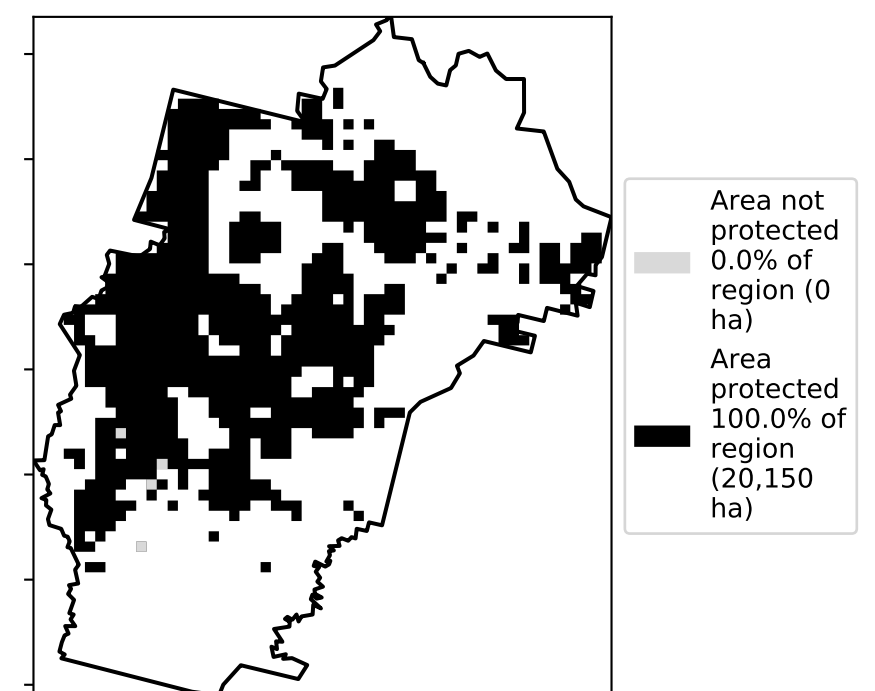 Area not
protected
0.0% of
region (0
ha)
Area
protected
100.0% of
region
(20,150
ha)